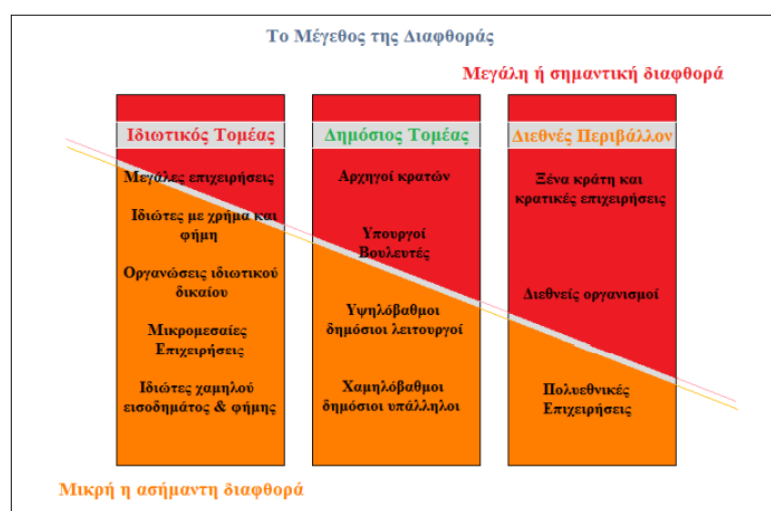 Το Μέγεθος της Διαφθοράς
Μεγάλη ή σημαντική διαφθορά
Ιδιωτικός Τομέας
Μεγάλες επιχειρήσεις
Ιδιώτες με χρήμα και
φήμη
Οργανώσεις ιδιωτικού
δικαίου
Μικρομεσαίες
Επιχειρήσεις
Ιδιώτες χαμηλού
εισοδήματος & φήμης
Δημόσιος Τομέας
Αρχηγοί κρατών
Υπουργοί
Βουλευτές
Υψηλόβαθμοι
δημόσιοι λειτουργοί
Χαμηλόβαθμοι
δημόσιοι υπάλληλοι
Διεθνές Περιβάλλον
Ξένα κράτη και
κρατικές επιχειρήσεις
Διεθνείς οργανισμοί
Πολυεθνικές
Επιχειρήσεις
Μικρή η ασήμαντη διαφθορά